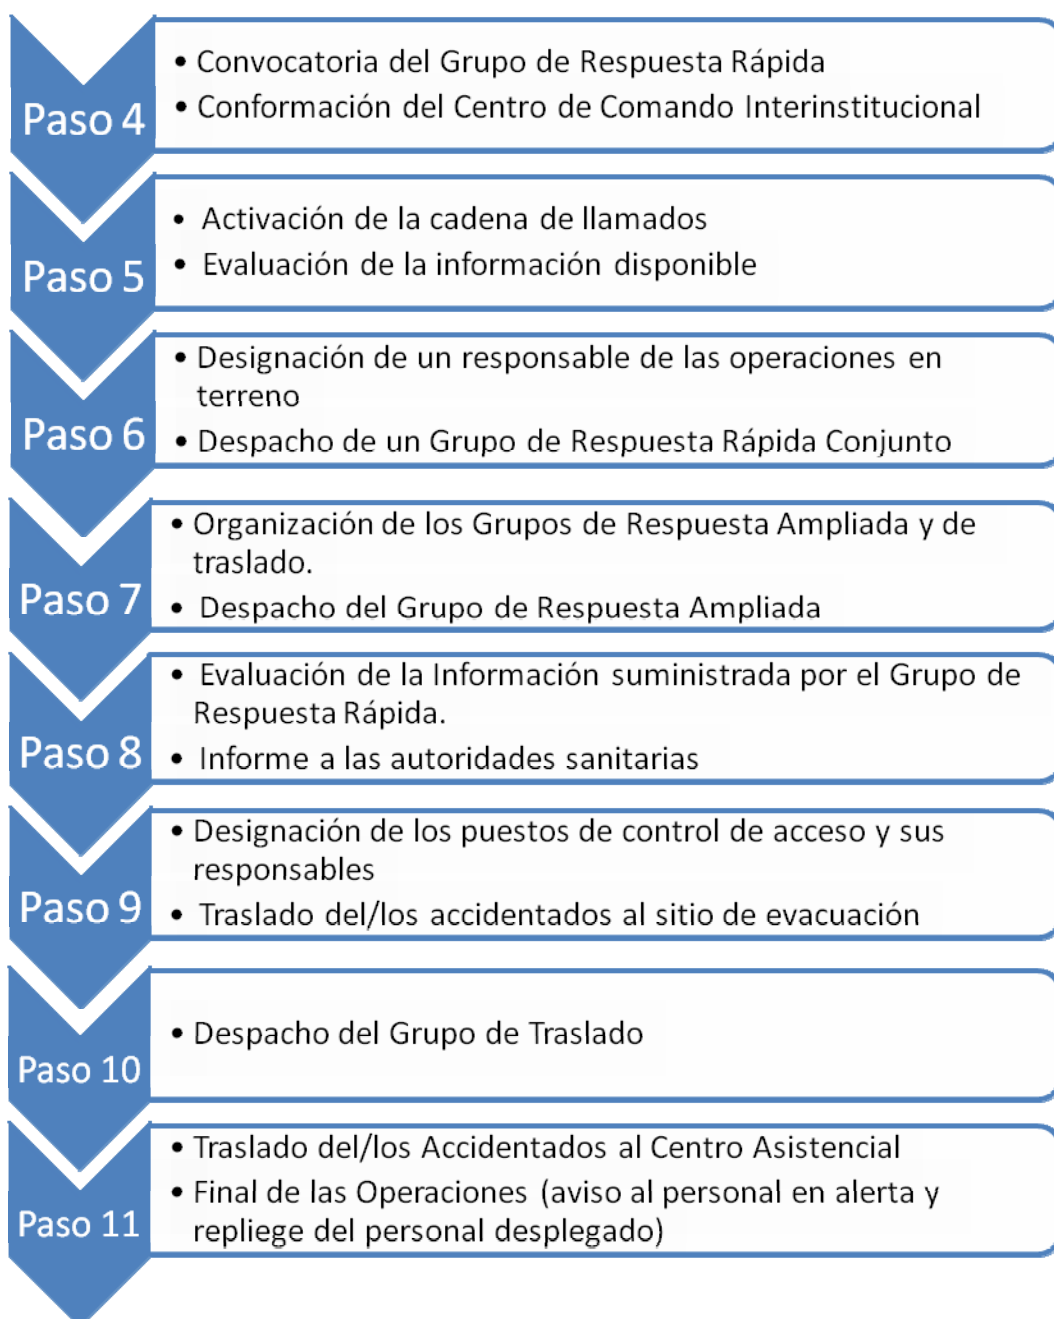 Paso 4
• Convocatoria del Grupo de Respuesta Rápida
• Conformación del Centro de Comando Interinstitucional
Paso 5
• Activación de la cadena de llamados
• Evaluación de la información disponible
Paso 6
• Designación de un responsable de las operaciones en
terreno
• Despacho de un Grupo de Respuesta Rápida Conjunto
Paso 7
• Organización de los Grupos de Respuesta Ampliada y de
traslado.
• Despacho del Grupo de Respuesta Ampliada
Paso 8
• Evaluación de la Información suministrada por el Grupo de
Respuesta Rápida.
• Informe a las autoridades sanitarias
Paso 9
• Designación de los puestos de control de acceso y sus
responsables
• Traslado del/los accidentados al sitio de evacuación
Paso 10
• Despacho del Grupo de Traslado
Paso 11
• Traslado del/los Accidentados al Centro Asistencial
• Final de las Operaciones (aviso al personal en alerta y
repliege del personal desplegado)